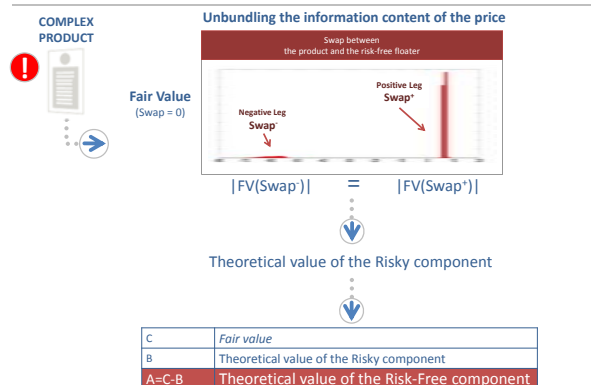 Unbundling the information content of the price
COMPLEX
PRODUCT
Swap between
the product and the risk-free floater
!
Fair Value
(Swap = 0)
Negative Leg
Swap-
Positive Leg
Swap+
|FV(Swap-)| = |FV(Swap+)|
Theoretical value of the Risky component
C Fair value
B Theoretical value of the Risky component
A=C-B Theoretical value of the Risk-Free component